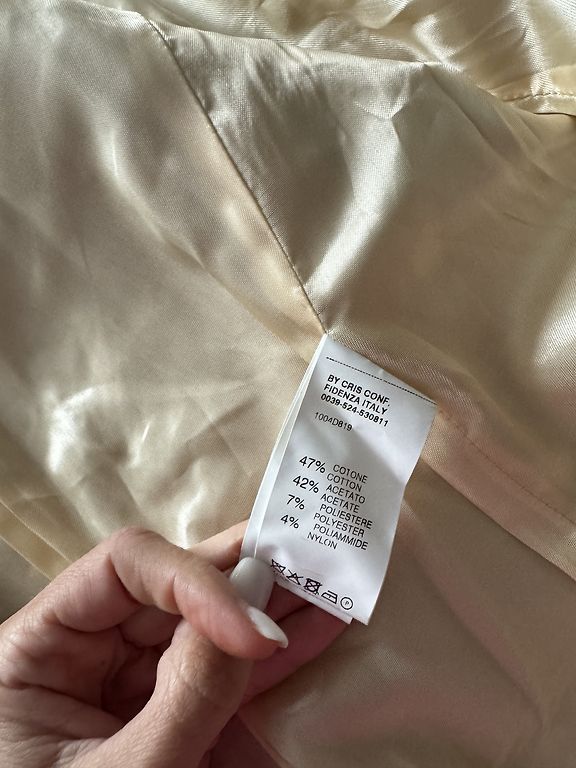 BY CRIS CONF.
FIDENZA ITALY
0039-524-530811
1004D819
47% COTONE
COTTON
42% ACETATO
ACETATE
7% POLIESTERE
POLYESTER
4% POLIAMMIDE
NYLON
P